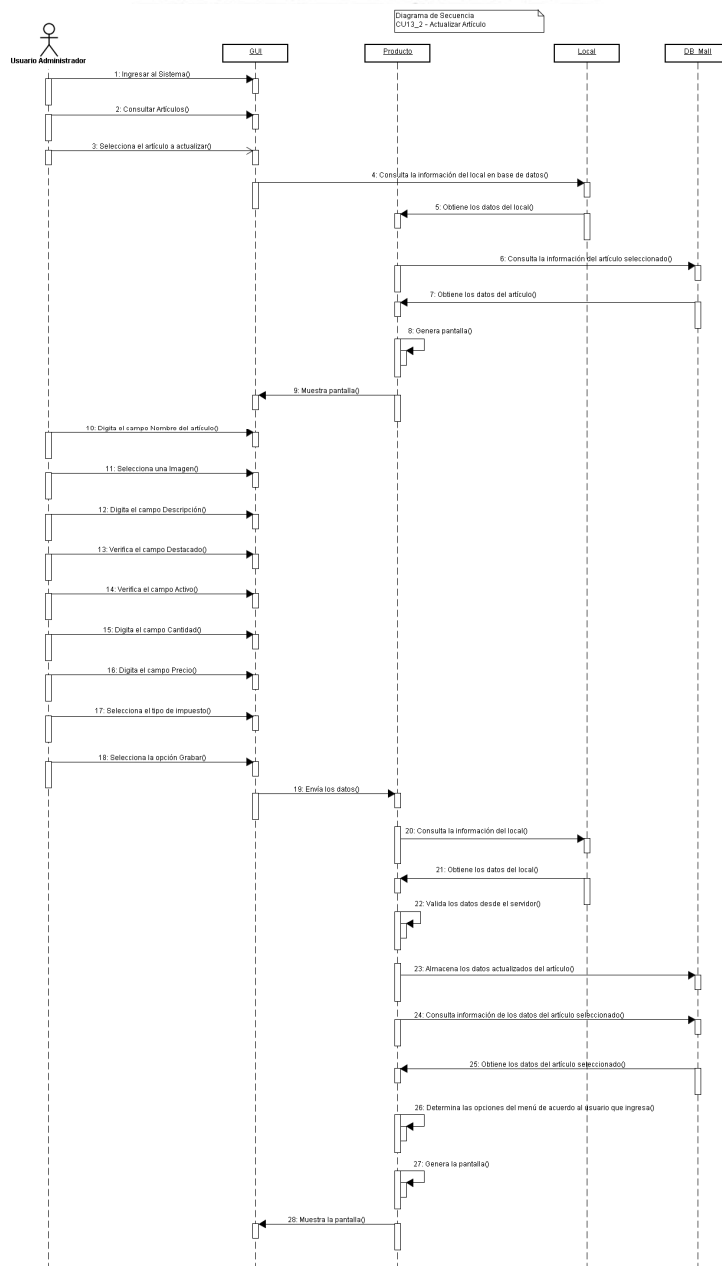 Diagrama de Secuencia
CU13_2 - Actualizar Artículo
Usuario Administrador
GUI
Producto
Local
DB_Mall
1: Ingresar al Sistema()
2: Consultar Artículos()
3: Selecciona el artículo a actualizar()
4: Consulta la información del local en base de datos()
5: Obtiene los datos del local()
6: Consulta la información del artículo seleccionado()
7: Obtiene los datos del artículo()
8: Genera pantalla()
9: Muestra pantalla()
10: Digita el campo Nombre del artículo()
11: Selecciona una Imagen()
12: Digita el campo Descripción()
13: Verifica el campo Destacado()
14: Verifica el campo Activo()
15: Digita el campo Cantidad()
16: Digita el campo Precio()
17: Selecciona el tipo de impuesto()
18: Selecciona la opción Grabar()
19: Envía los datos()
20: Consulta la información del local()
21: Obtiene los datos del local()
22: Valida los datos desde el servidor()
23: Almacena los datos actualizados del artículo()
24: Consulta información de los datos del artículo seleccionado()
25: Obtiene los datos del artículo seleccionado()
26: Determina las opciones del menú de acuerdo al usuario que ingresa()
27: Genera la pantalla()
28: Muestra la pantalla()